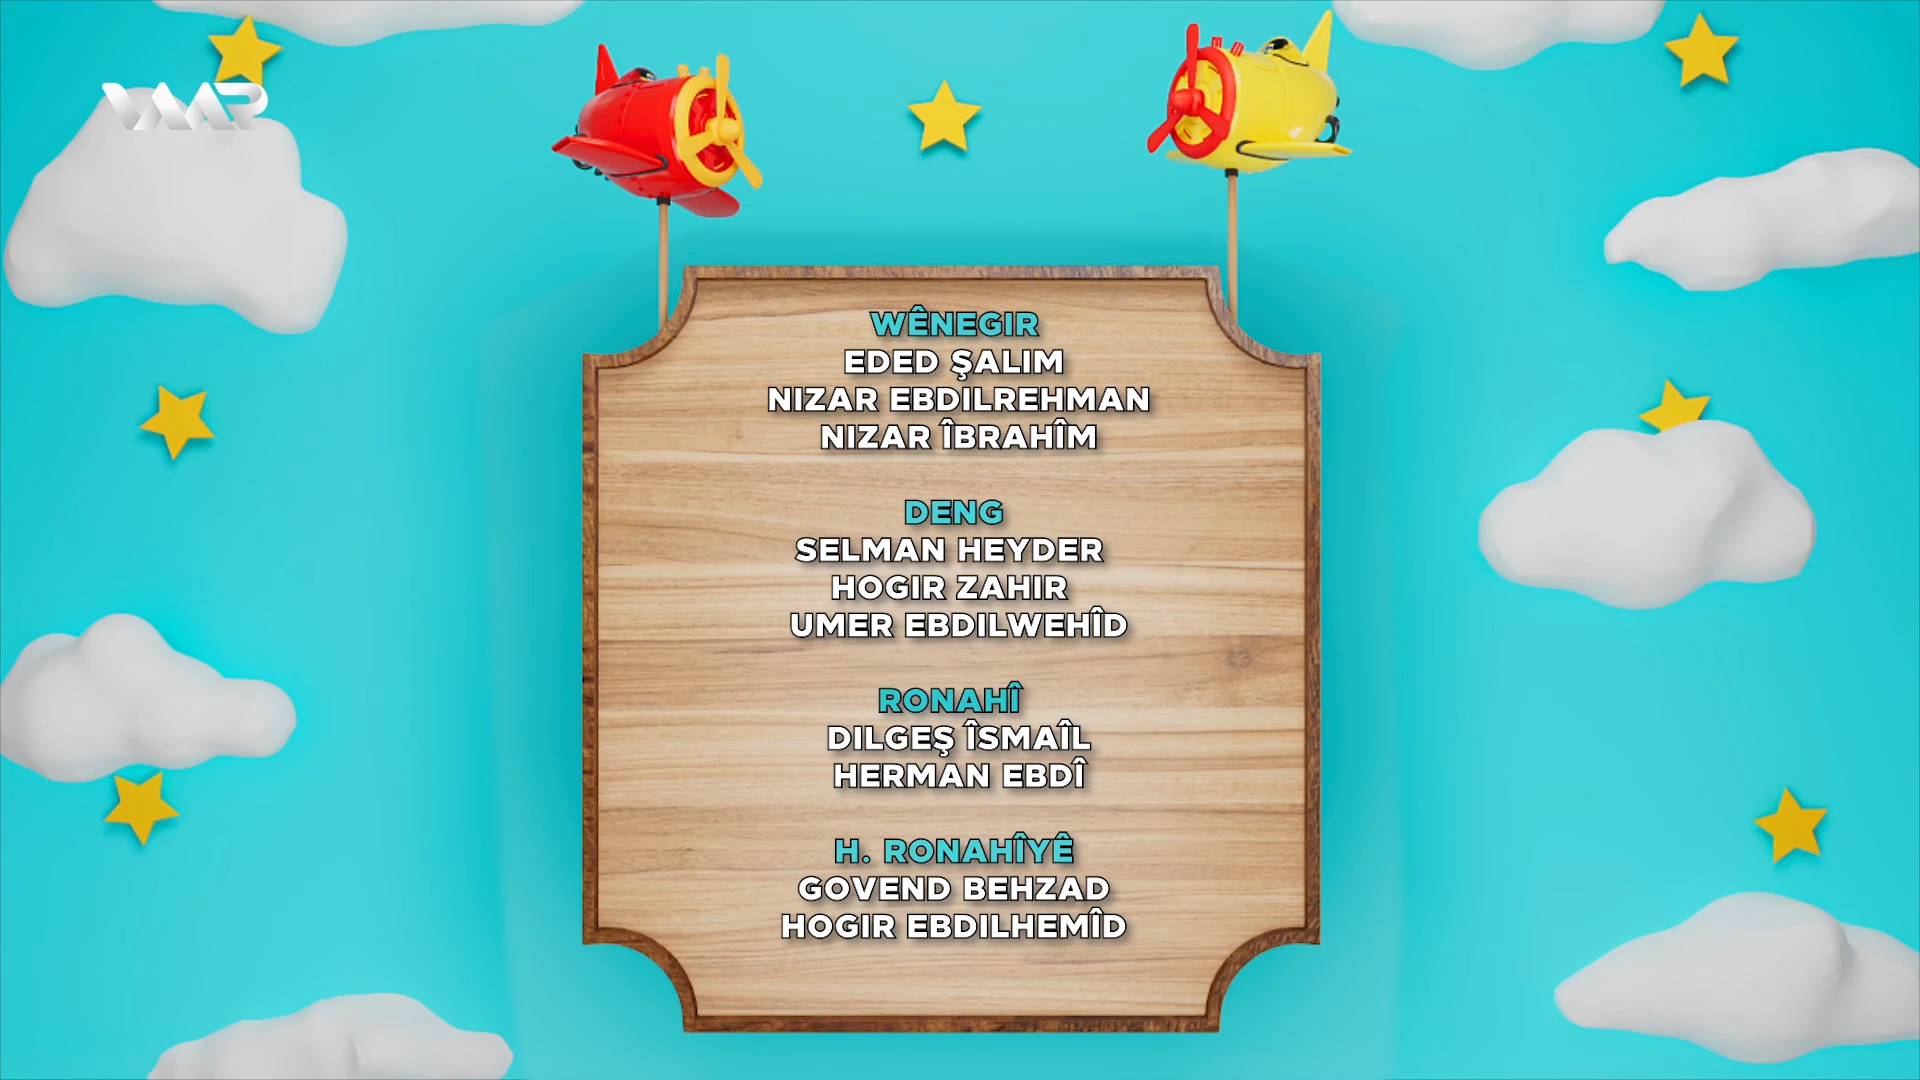 VAAR
WÊNEGIR
EDED ŞALIM
NIZAR EBDILREHMAN
NIZAR ÎBRAHÎM
DENG
SELMAN HEYDER
HOGIR ZAHIR
UMER EBDILWEHÎD
RONAHÎ
DILGEŞ ÎSMAÎL
HERMAN EBDÎ
H. RONAHÎYÊ
GOVEND BEHZAD
HOGIR EBDILHEMÎD